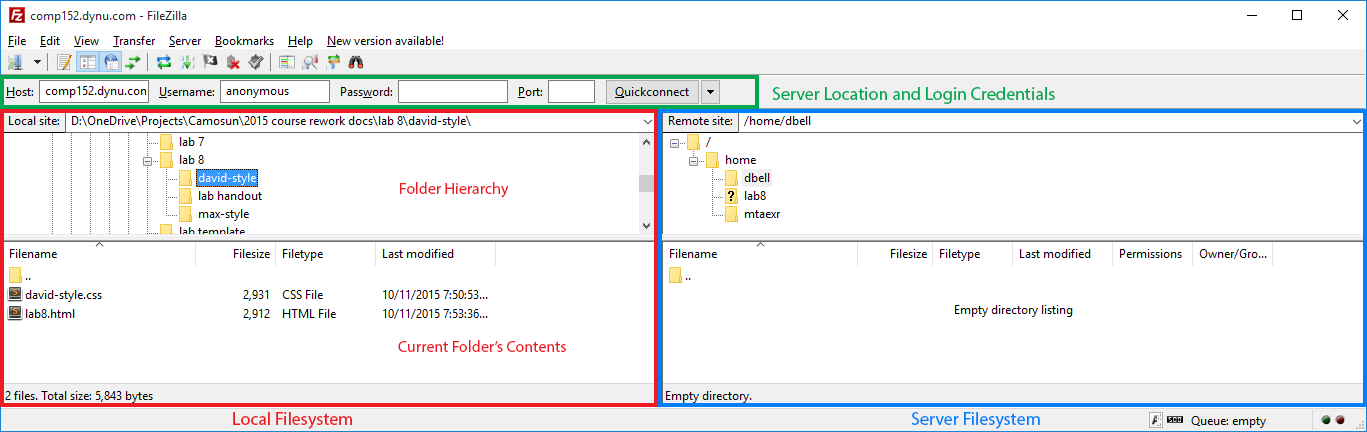 comp152.dynu.com - FileZilla
File Edit View Transfer Server Bookmarks Help New version available!
Host: comp152.dynu.con Username: anonymous Password: Port: Quickconnect
Server Location and Login Credentials
Local site: D:\OneDrive\Projects\Camosun\2015 course rework docs\lab 8\david-style\
lab 7
lab 8
david-style
lab handout
max-style
lab template
Folder Hierarchy
Filename Filesize Filetype Last modified
..
david-style.css 2,931 CSS File 10/11/2015 7:50:53...
lab8.html 2,912 HTML File 10/11/2015 7:53:36...
Current Folder's Contents
2 files. Total size: 5,843 bytes
Local Filesystem
Remote site: /home/dbell
/
home
dbell
? lab8
mtaexr
Filename Filesize Filetype Last modified Permissions Owner/Gro...
..
Empty directory listing
Empty directory.
Server Filesystem
Queue: empty